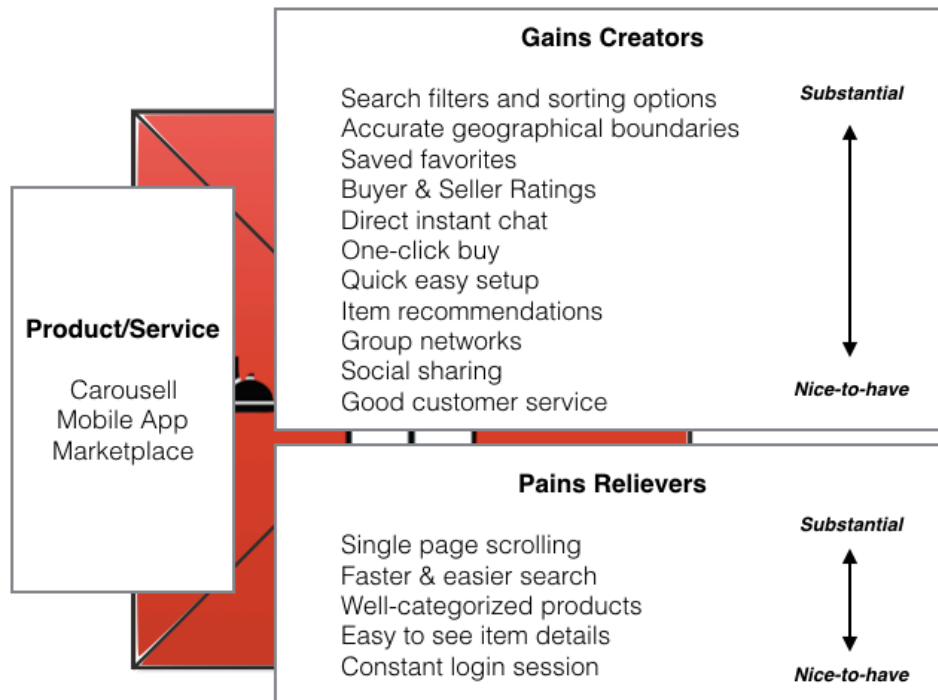 Gains Creators
Substantial
Search filters and sorting options
Accurate geographical boundaries
Saved favorites
Buyer & Seller Ratings
Direct instant chat
One-click buy
Quick easy setup
Item recommendations
Group networks
Social sharing
Good customer service
Nice-to-have
Product/Service
Carousell
Mobile App
Marketplace
Pains Relievers
Substantial
Single page scrolling
Faster & easier search
Well-categorized products
Easy to see item details
Constant login session
Nice-to-have